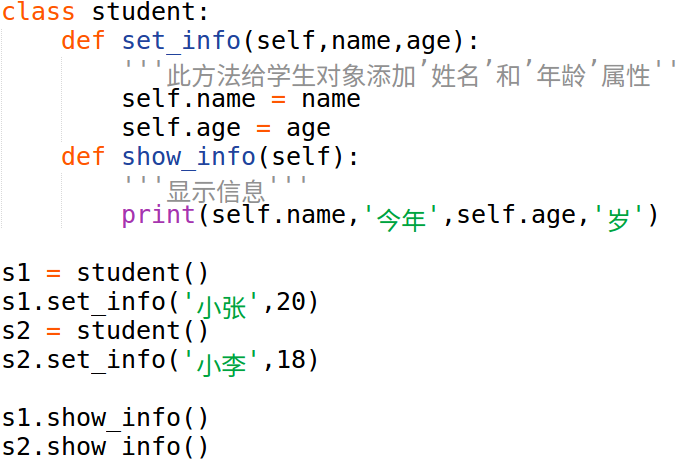 class student:
    def set_info(self,name,age):
        '''此方法给学生对象添加'姓名'和'年龄'属性''
        self.name = name
        self.age = age
    def show_info(self):
        '''显示信息'''
        print(self.name,'今年',self.age,'岁')
s1 = student()
s1.set_info('小张',20)
s2 = student()
s2.set_info('小李',18)
s1.show_info()
s2.show_info()